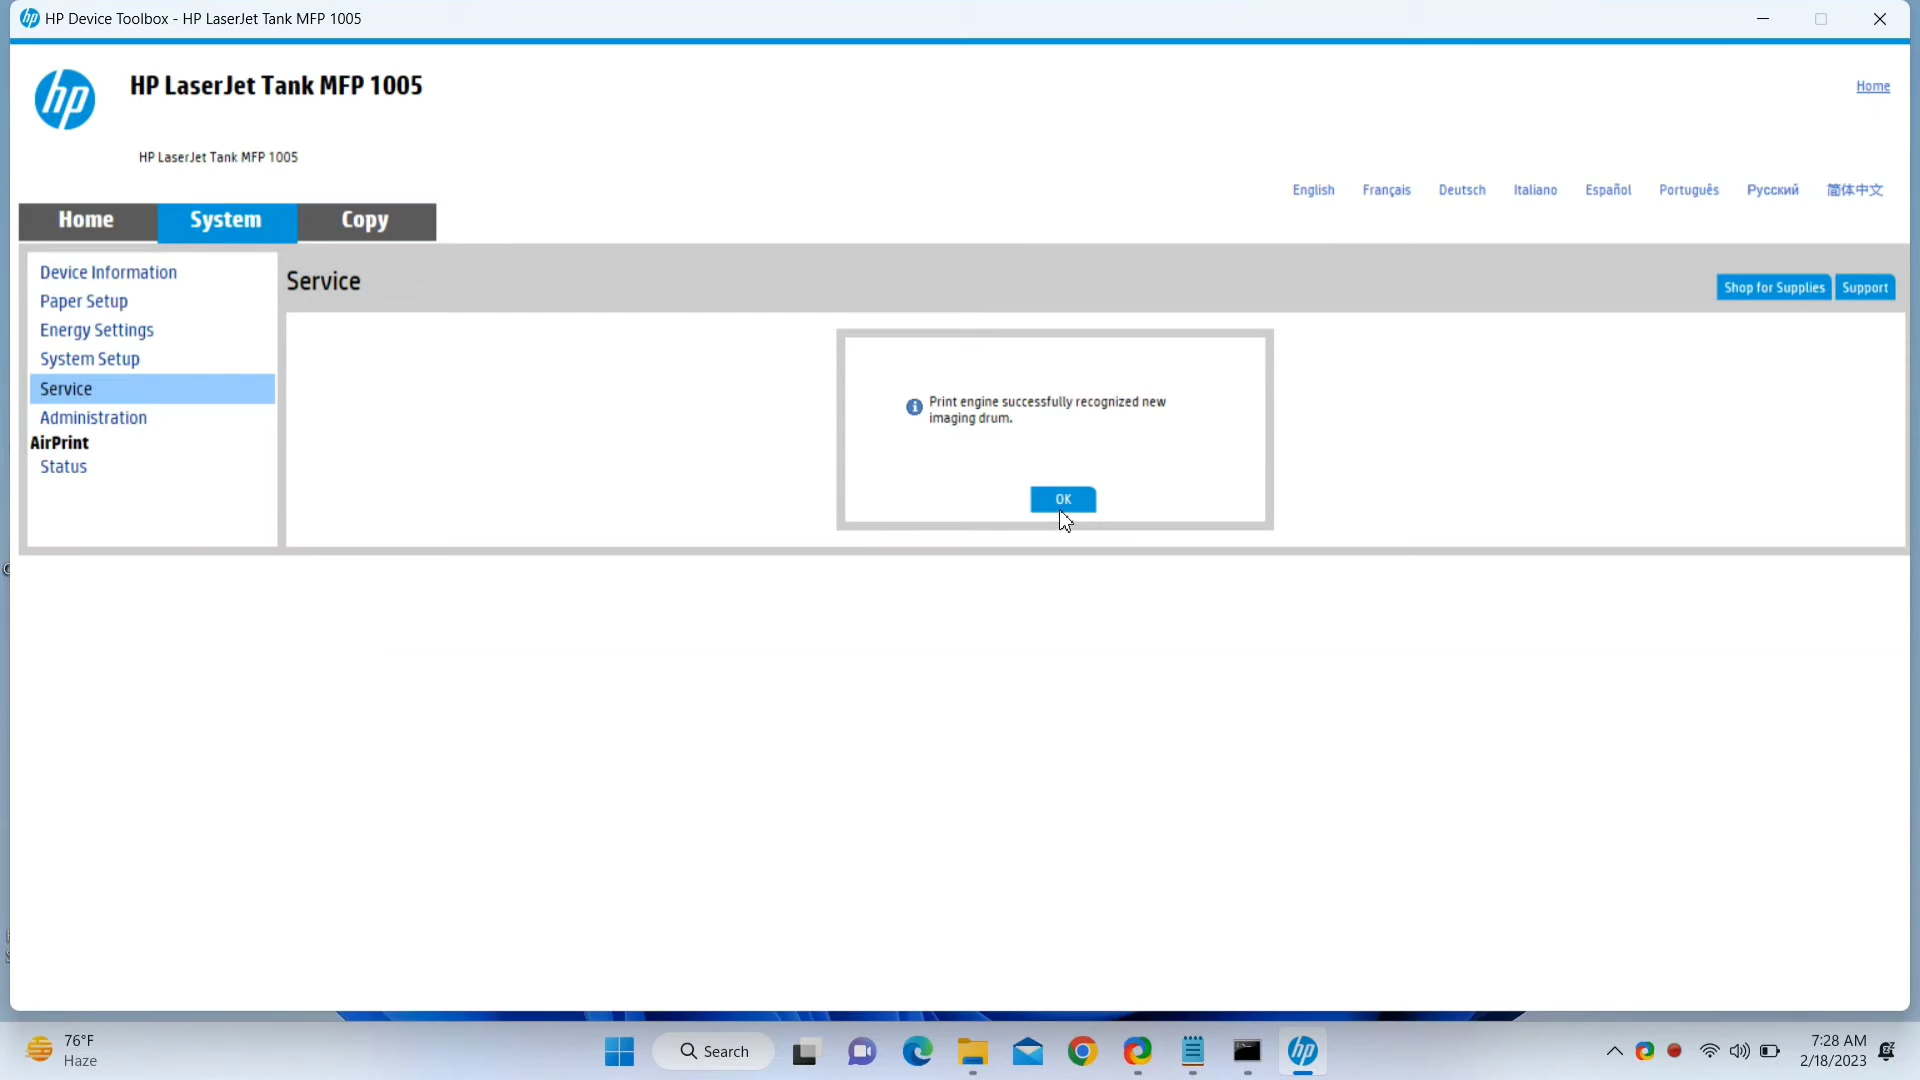 HP Device Toolbox - HP LaserJet Tank MFP 1005
hp
HP LaserJet Tank MFP 1005
Home
HP LaserJet Tank MFP 1005
English Français Deutsch Italiano Español Português Русский 简体中文
Home System Copy
Device Information
Paper Setup
Energy Settings
System Setup
Service
Administration
AirPrint
Status
Service
Shop for Supplies Support
Print engine successfully recognized new
imaging drum.
OK
76°F
Haze
Search
hp
7:28 AM
2/18/2023